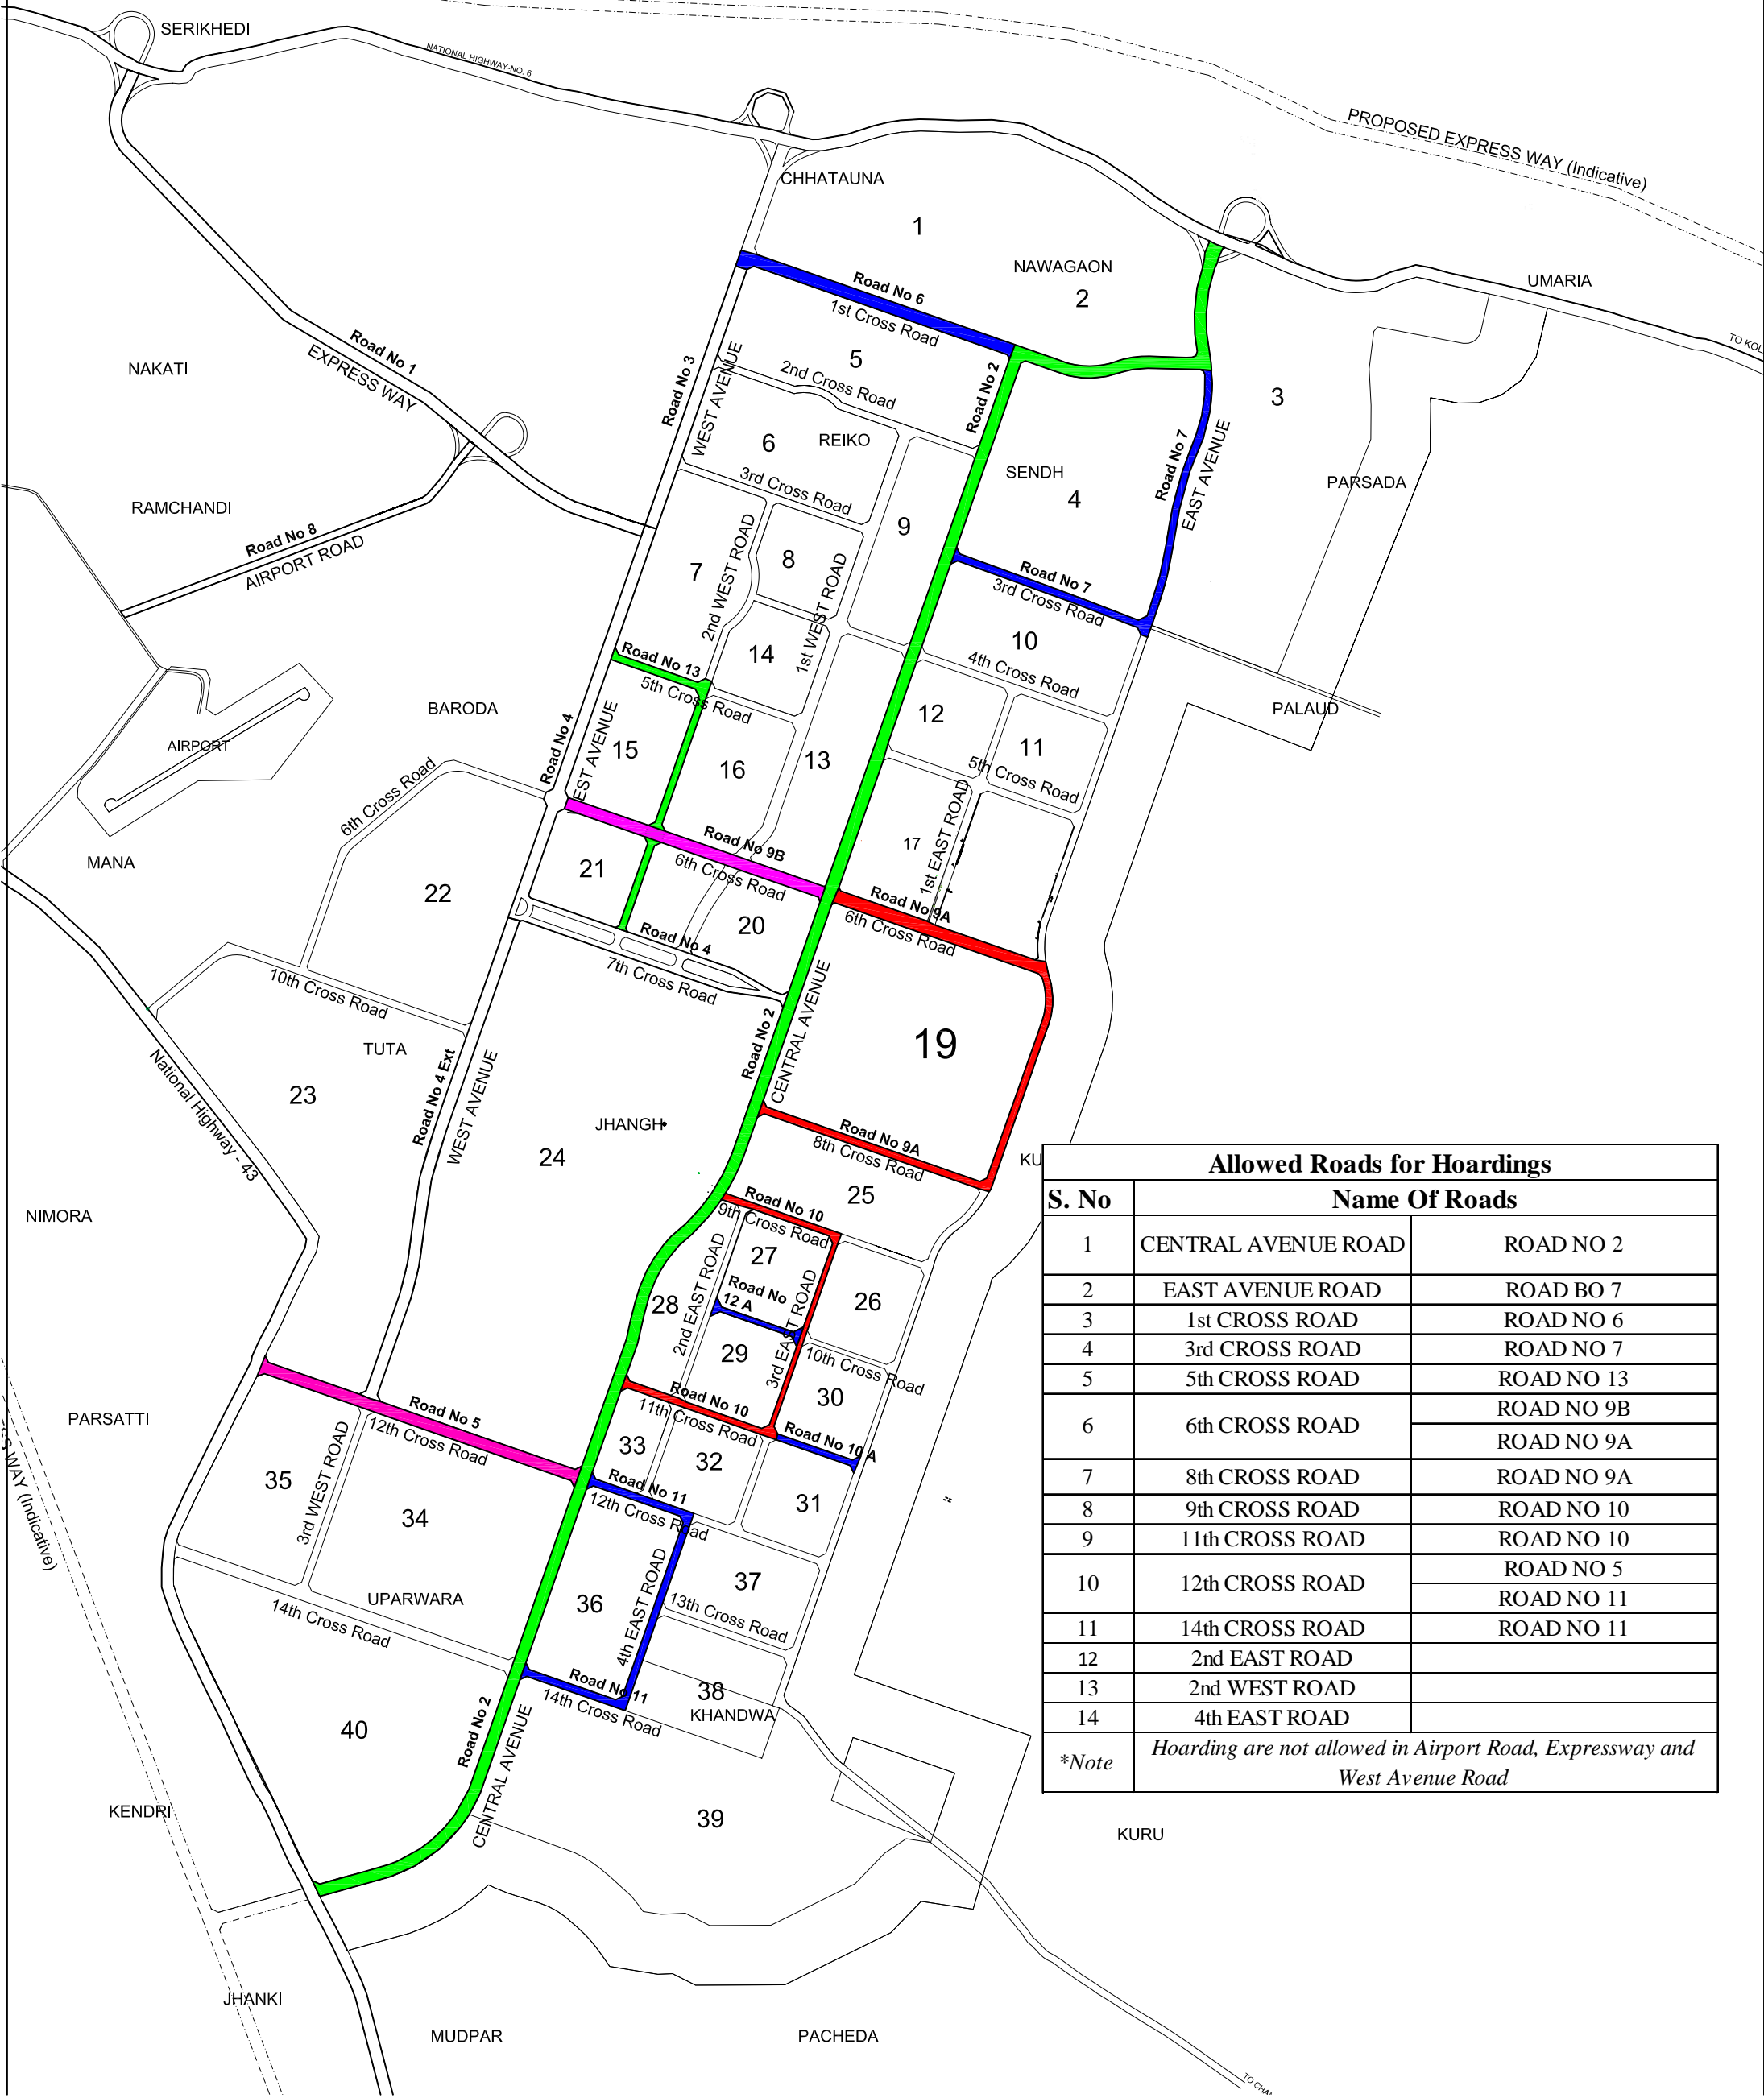 SERIKHEDI
NATIONAL HIGHWAY-NO. 6
PROPOSED EXPRESS WAY (Indicative)
CHHATAUNA
1
NAWAGAON
2
UMARIA
Road No 6
1st Cross Road
Road No 1
EXPRESS WAY
NAKATI
5
2nd Cross Road
Road No 3
WEST AVENUE
Road No 2
3
6
REIKO
3rd Cross Road
SENDH
4
Road No 7
EAST AVENUE
PARSADA
RAMCHANDI
Road No 8
AIRPORT ROAD
9
7
8
2nd WEST ROAD
1st WEST ROAD
Road No 7
3rd Cross Road
10
4th Cross Road
14
Road No 13
5th Cross Road
BARODA
PALAUD
AIRPORT
Road No 4
EST AVENUE
15
16
13
12
11
5th Cross Road
6th Cross Road
MANA
22
21
Road No 9B
6th Cross Road
17
1st EAST ROAD
Road No 9A
6th Cross Road
20
Road No 4
7th Cross Road
10th Cross Road
TUTA
National Highway - 43
23
Road No 4 Ext
WEST AVENUE
Road No 2
CENTRAL AVENUE
19
JHANGH
24
Road No 9A
8th Cross Road
KU
25
NIMORA
Road No 10
9th Cross Road
27
2nd EAST ROAD
28
Road No
12 A
3rd EAST ROAD
26
29
10th Cross Road
30
Road No 10
11th Cross Road
Road No 10 A
PARSATTI
Road No 5
12th Cross Road
33
32
31
35
3rd WEST ROAD
34
Road No 11
12th Cross Road
ES WAY (Indicative)
UPARWARA
14th Cross Road
36
4th EAST ROAD
37
13th Cross Road
38
KHANDWA
Road No 11
14th Cross Road
40
Road No 2
CENTRAL AVENUE
KENDRI
39
KURU
JHANKI
MUDPAR
PACHEDA
Allowed Roads for Hoardings
S. No Name Of Roads
1 CENTRAL AVENUE ROAD ROAD NO 2
2 EAST AVENUE ROAD ROAD BO 7
3 1st CROSS ROAD ROAD NO 6
4 3rd CROSS ROAD ROAD NO 7
5 5th CROSS ROAD ROAD NO 13
6 6th CROSS ROAD ROAD NO 9B
ROAD NO 9A
7 8th CROSS ROAD ROAD NO 9A
8 9th CROSS ROAD ROAD NO 10
9 11th CROSS ROAD ROAD NO 10
10 12th CROSS ROAD ROAD NO 5
ROAD NO 11
11 14th CROSS ROAD ROAD NO 11
12 2nd EAST ROAD
13 2nd WEST ROAD
14 4th EAST ROAD
*Note Hoarding are not allowed in Airport Road, Expressway and
West Avenue Road